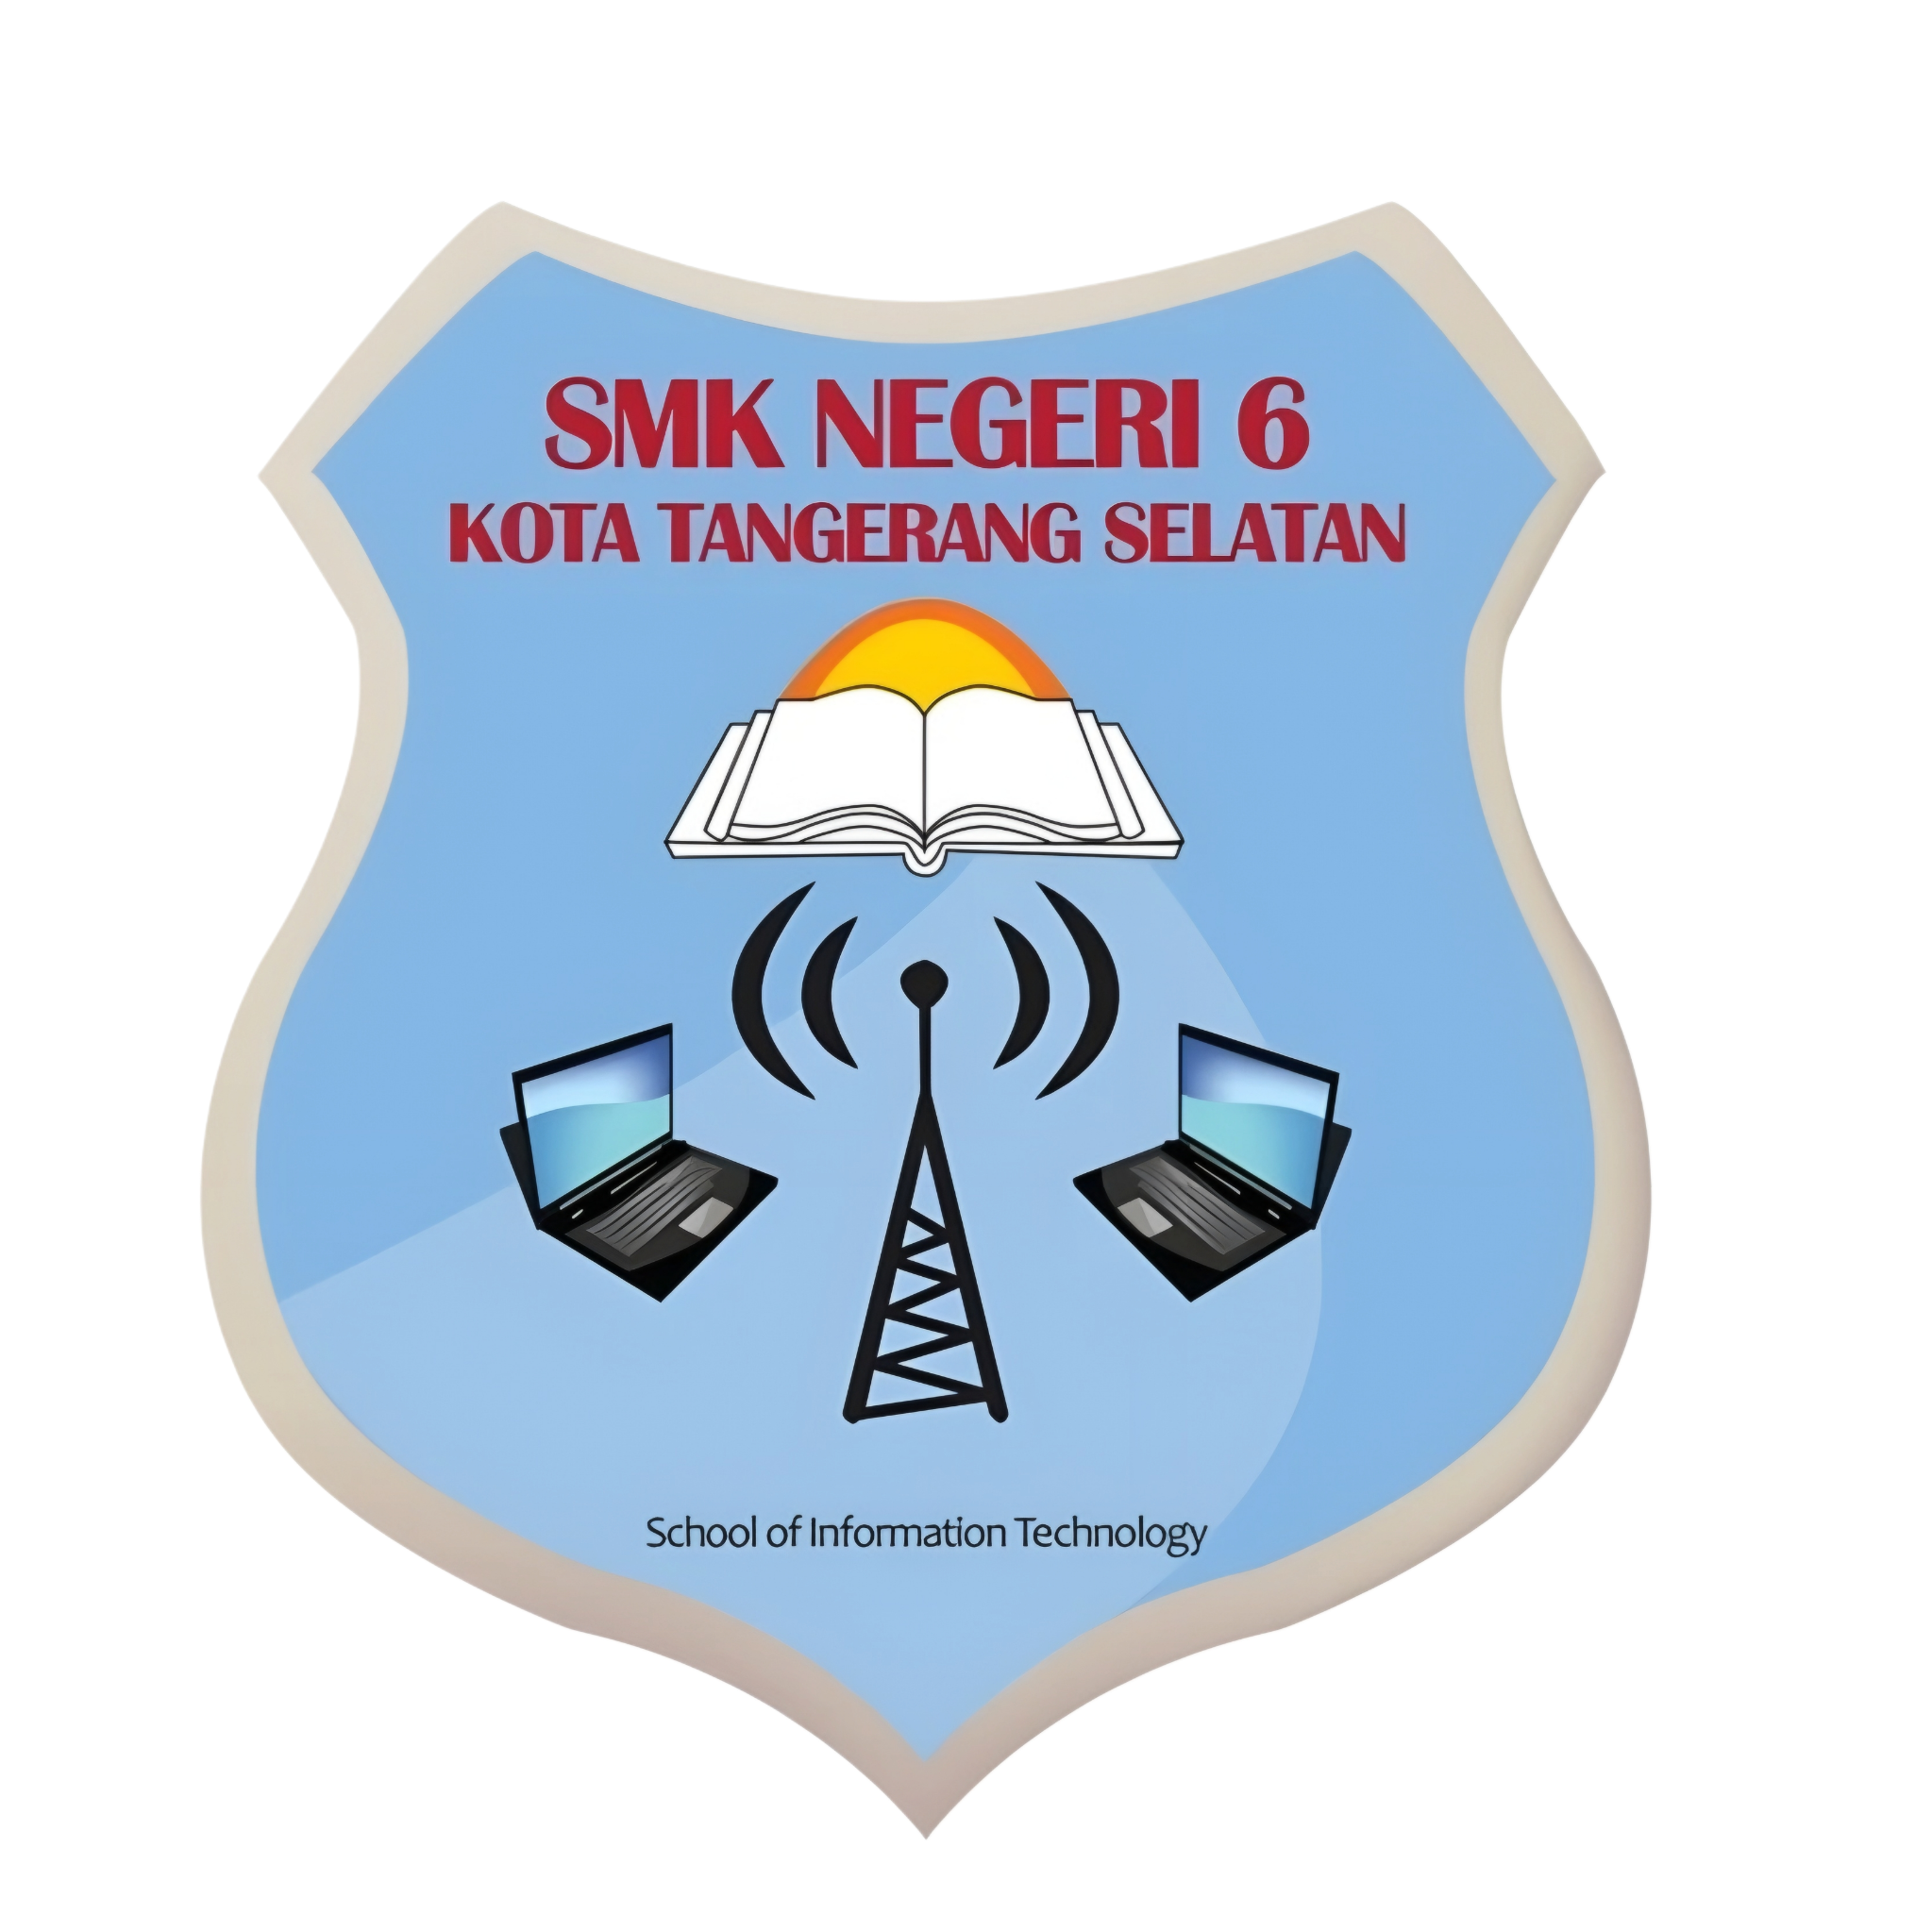 SMK NEGERI 6
KOTA TANGERANG SELATAN
School of Information Technology